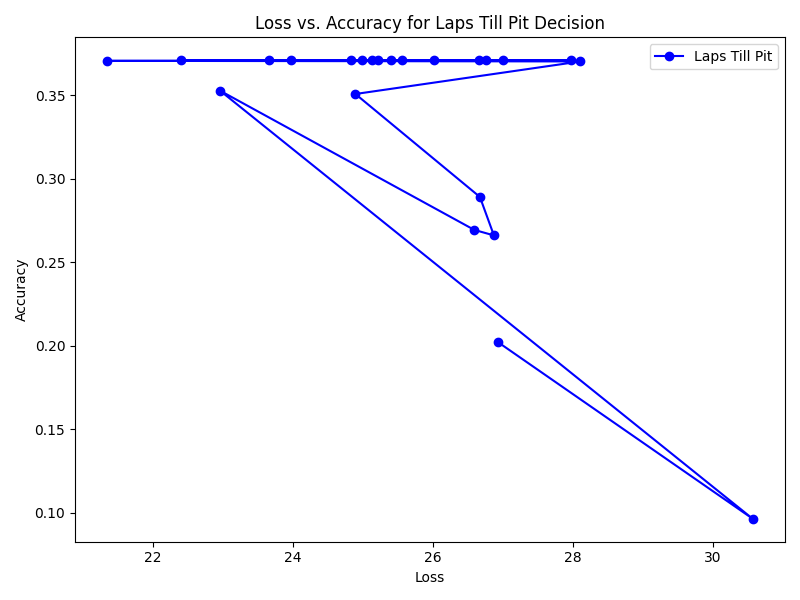 Loss vs. Accuracy for Laps Till Pit Decision
Laps Till Pit
0.35
0.30
0.25
0.20
0.15
0.10
Accuracy
22 24 26 28 30
Loss